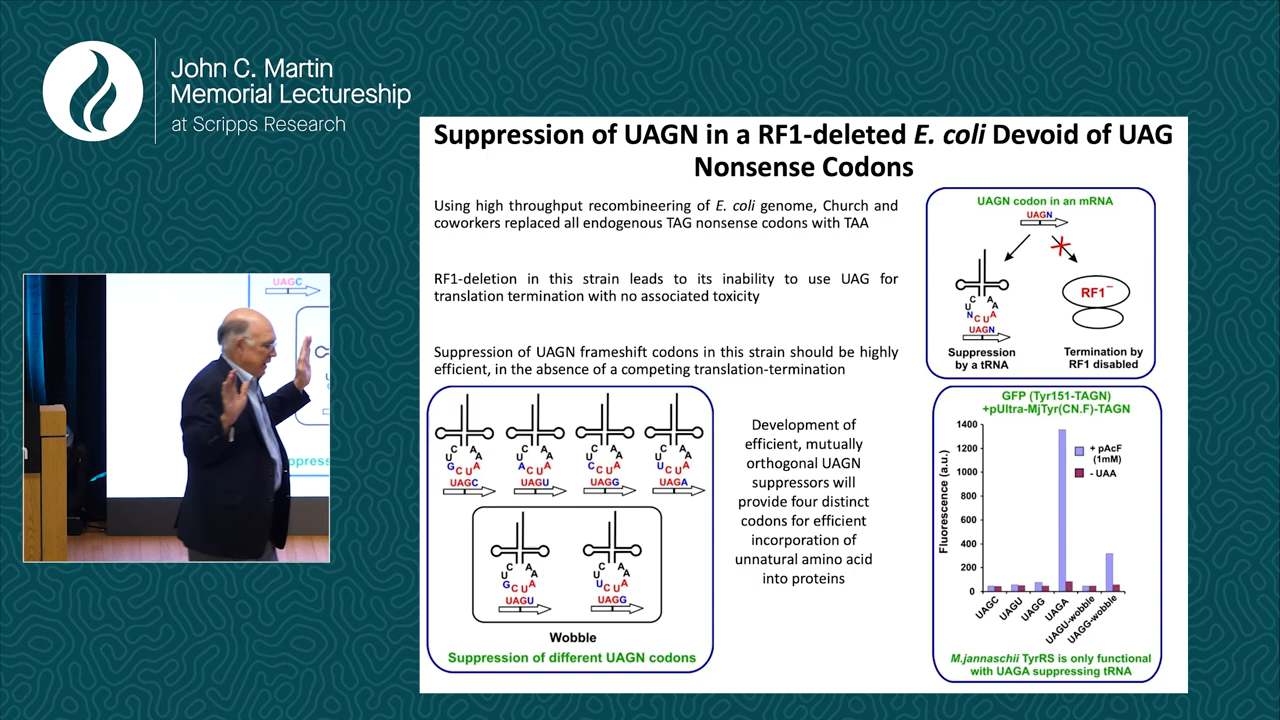 John C. Martin
Memorial Lectureship
at Scripps Research
Suppression of UAGN in a RF1-deleted E. coli Devoid of UAG
Nonsense Codons
Using high throughput recombineering of E. coli genome, Church and
coworkers replaced all endogenous TAG nonsense codons with TAA
RF1-deletion in this strain leads to its inability to use UAG for
translation termination with no associated toxicity
Suppression of UAGN frameshift codons in this strain should be highly
efficient, in the absence of a competing translation-termination
UAGN codon in an mRNA
UAGN
C A
U A
N C U A
UAGN
RF1⁻
Suppression
by a tRNA
Termination by
RF1 disabled
C A
U A
G C U A
UAGC
C A
U A
A C U A
UAGU
C A
U A
C C U A
UAGG
C A
U A
U C U A
UAGA
C A
U A
G C U A
UAGU
C A
U A
U C U A
UAGG
Wobble
Suppression of different UAGN codons
Development of
efficient, mutually
orthogonal UAGN
suppressors will
provide four distinct
codons for efficient
incorporation of
unnatural amino acid
into proteins
GFP (Tyr151-TAGN)
+pUltra-MjTyr(CN.F)-TAGN
Fluorescence (a.u.)
1400
1200
1000
800
600
400
200
0
+ pAcF
(1mM)
- UAA
UAGC
UAGU
UAGG
UAGA
UAGU-wobble
UAGG-wobble
M.jannaschii TyrRS is only functional
with UAGA suppressing tRNA
UAGC